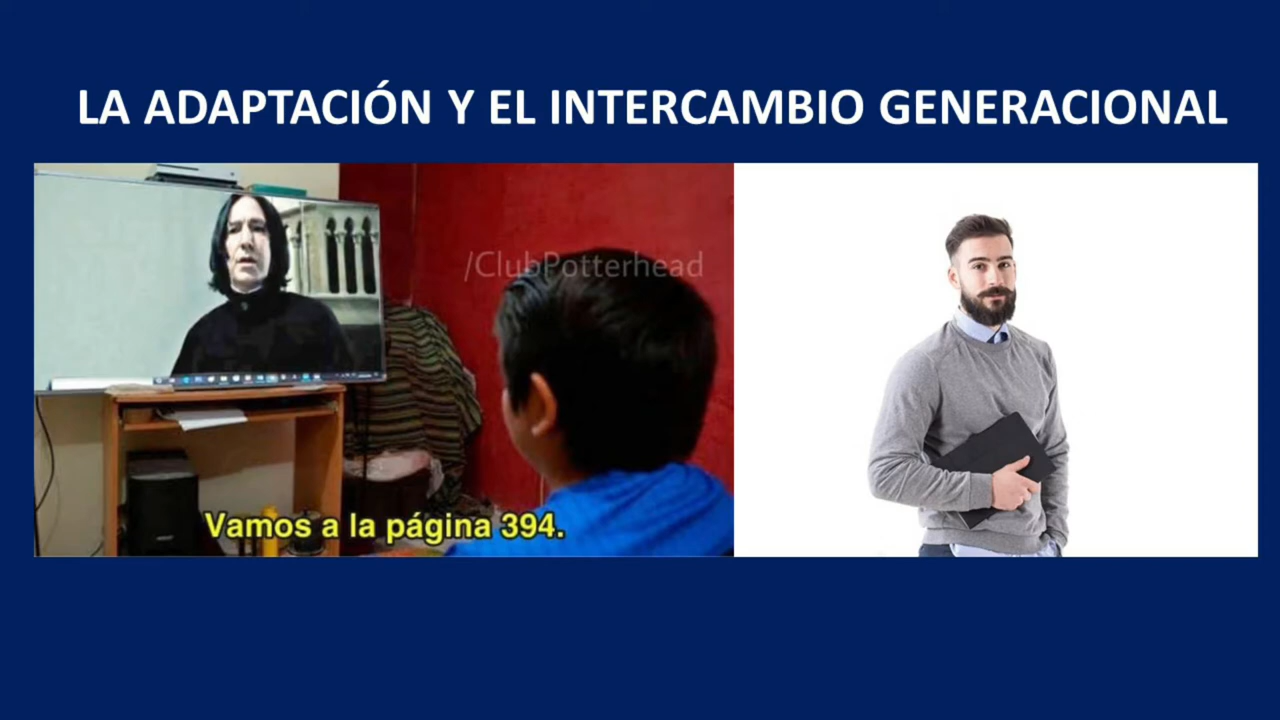 LA ADAPTACIÓN Y EL INTERCAMBIO GENERACIONAL
/ClubPotterhead
Vamos a la página 394.